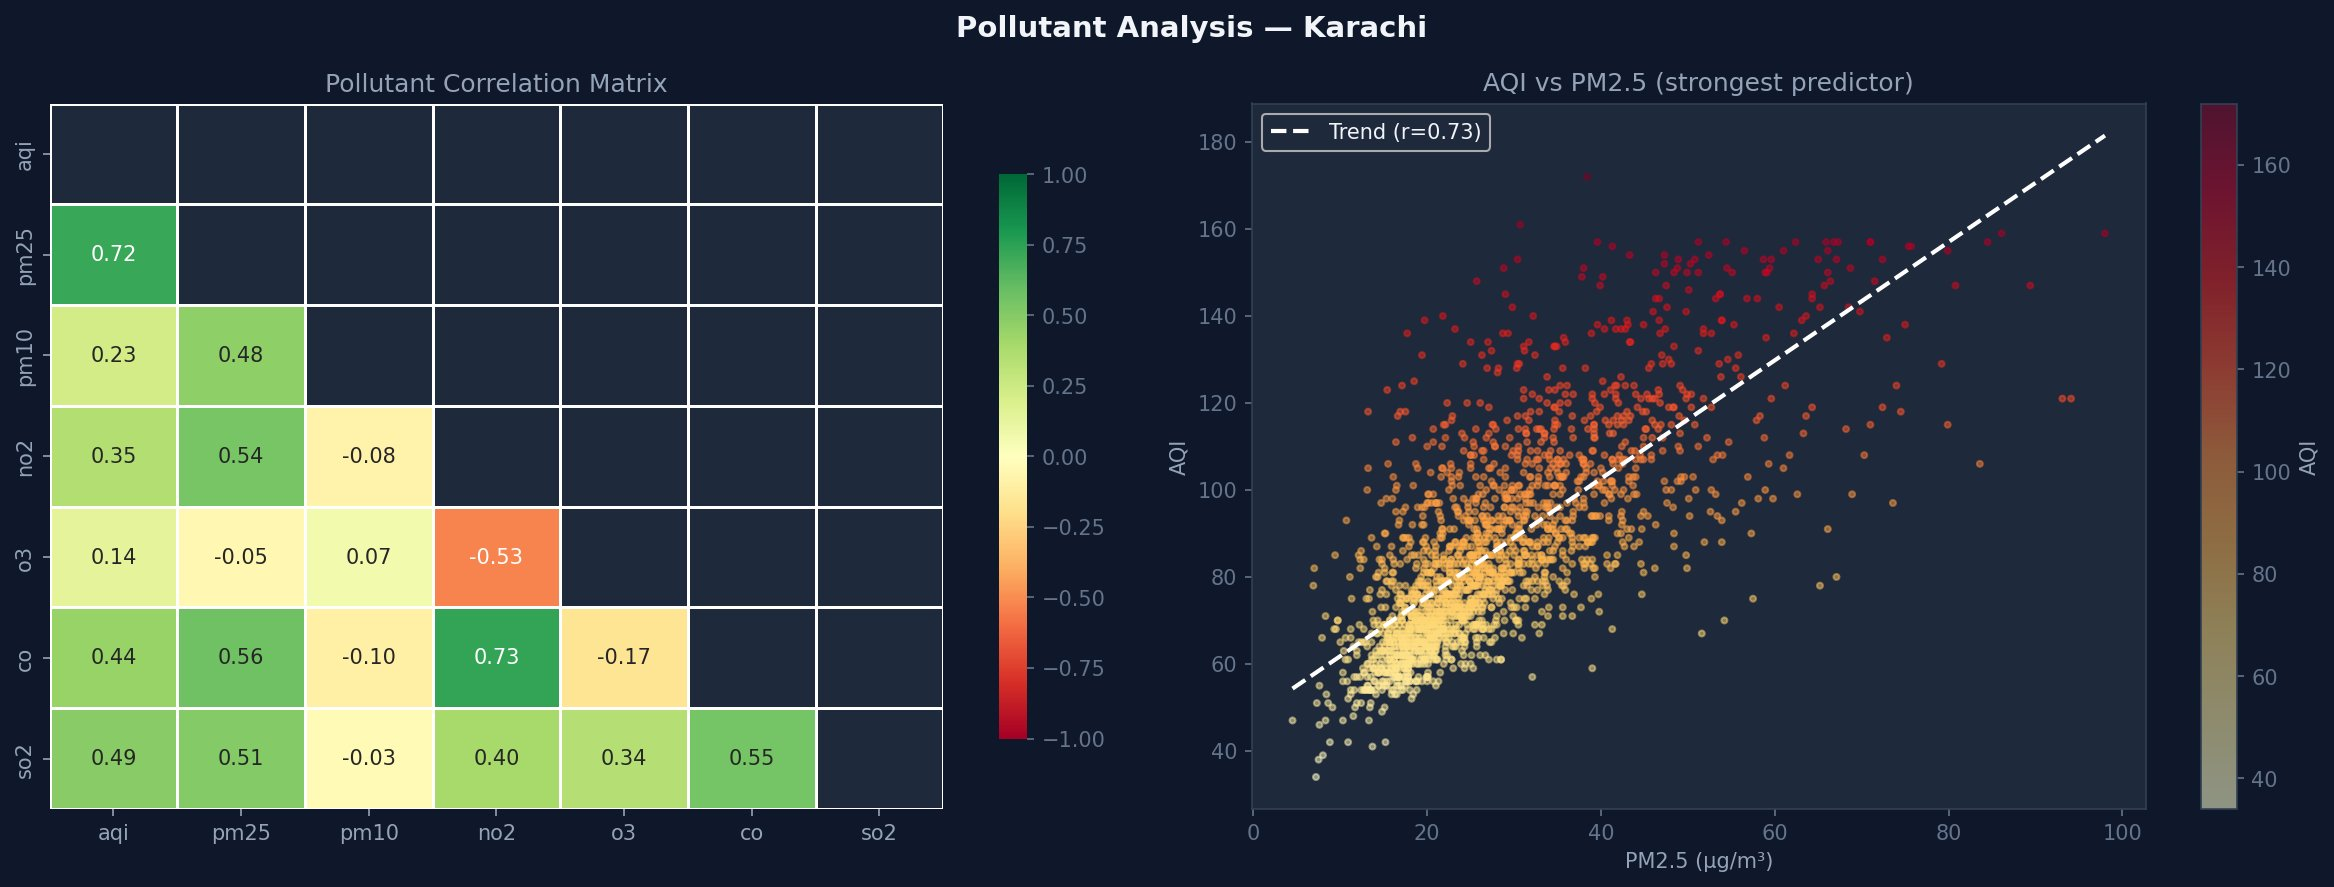 Pollutant Analysis — Karachi
Pollutant Correlation Matrix
aqi
pm25
0.72
pm10
0.23 0.48
no2
0.35 0.54 -0.08
o3
0.14 -0.05 0.07 -0.53
co
0.44 0.56 -0.10 0.73 -0.17
so2
0.49 0.51 -0.03 0.40 0.34 0.55
aqi pm25 pm10 no2 o3 co so2
1.00
0.75
0.50
0.25
0.00
−0.25
−0.50
−0.75
−1.00
AQI vs PM2.5 (strongest predictor)
Trend (r=0.73)
AQI
180
160
140
120
100
80
60
40
0 20 40 60 80 100
PM2.5 (μg/m³)
160
140
120
100
80
60
40
AQI